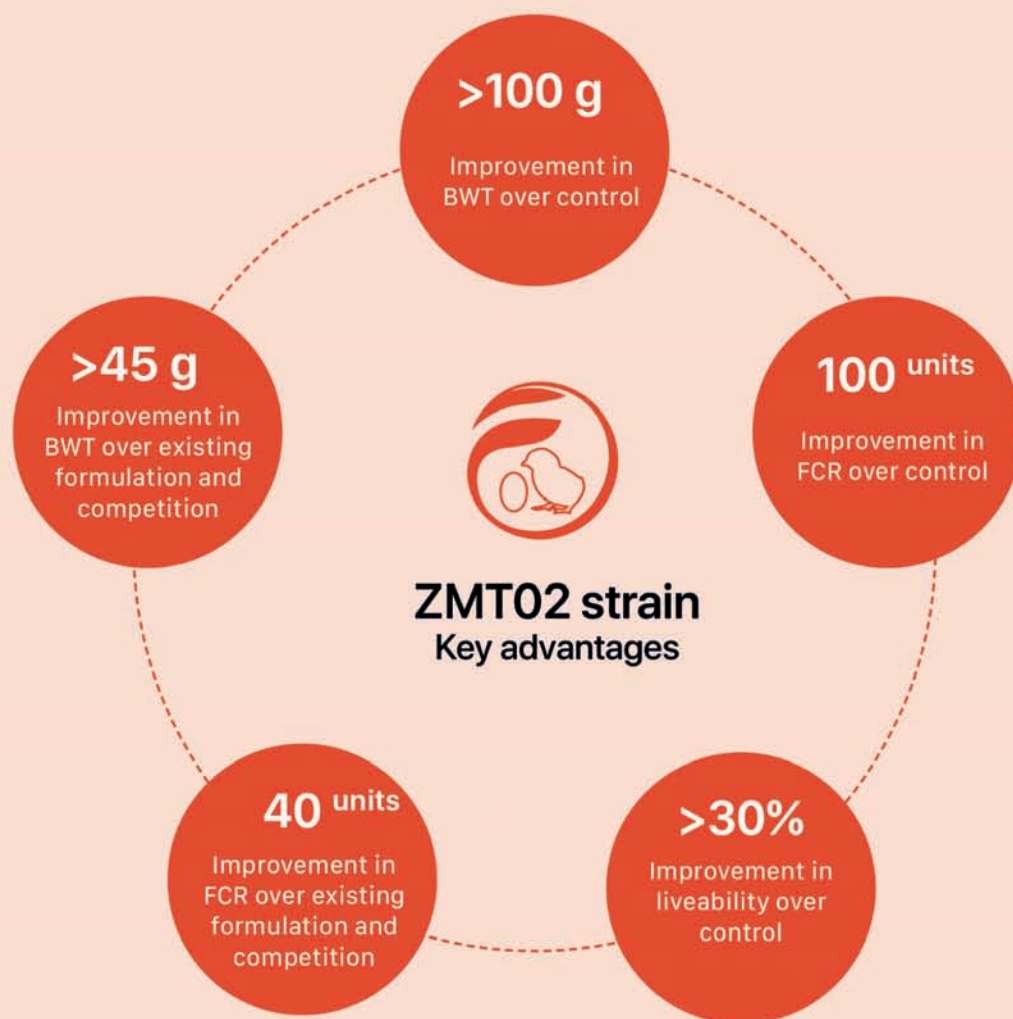 >100 g
Improvement in
BWT over control
>45 g
Improvement in
BWT over existing
formulation and
competition
100 units
Improvement in
FCR over control
ZMT02 strain
Key advantages
40 units
Improvement in
FCR over existing
formulation and
competition
>30%
Improvement in
liveability over
control